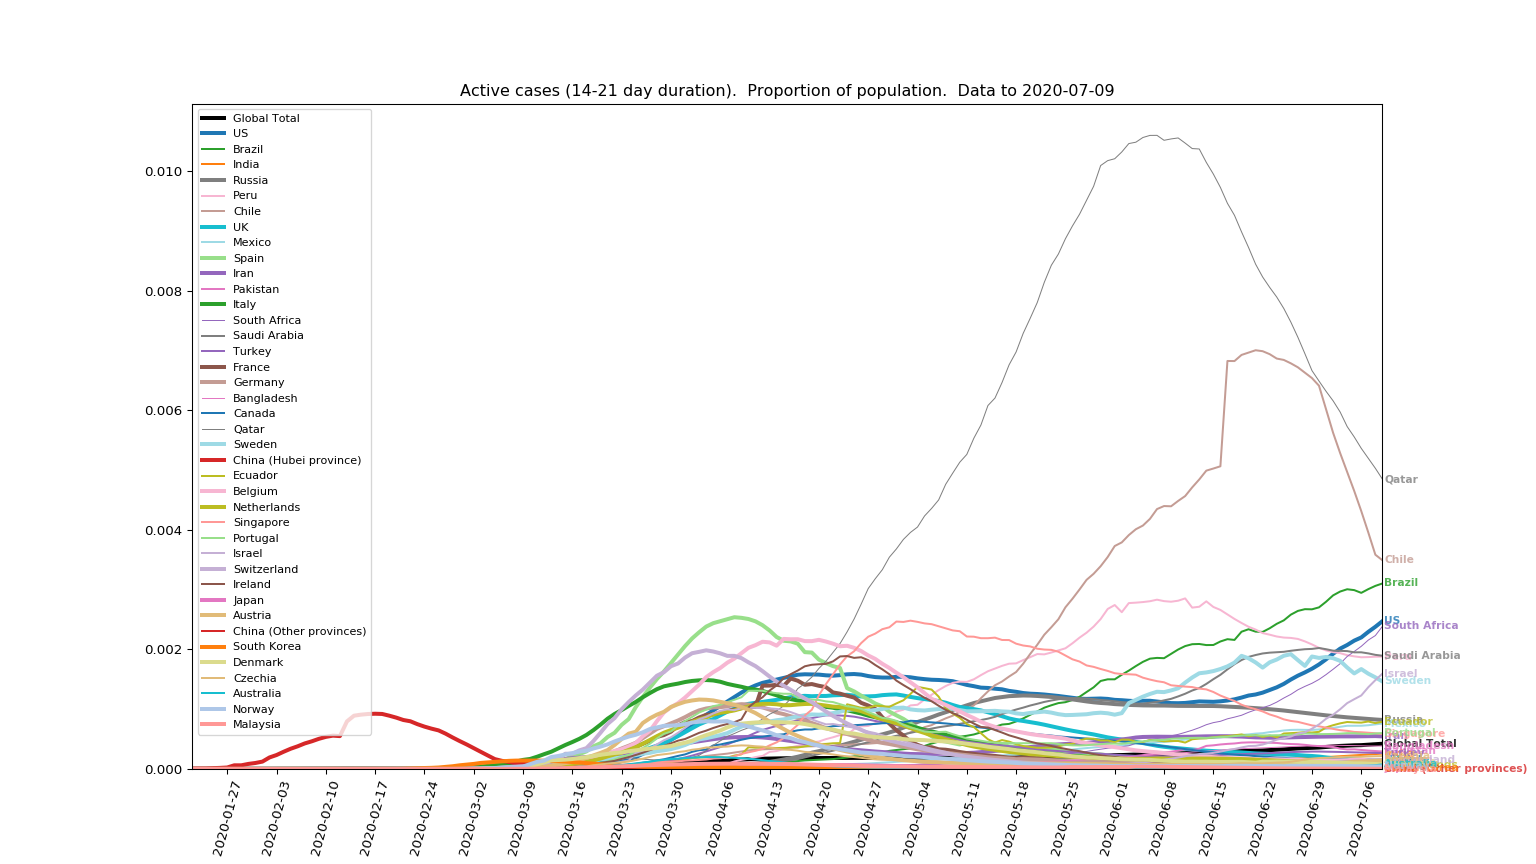 Active cases (14-21 day duration).  Proportion of population.  Data to 2020-07-09
Global Total
US
Brazil
India
Russia
Peru
Chile
UK
Mexico
Spain
Iran
Pakistan
Italy
South Africa
Saudi Arabia
Turkey
France
Germany
Bangladesh
Canada
Qatar
Sweden
China (Hubei province)
Ecuador
Belgium
Netherlands
Singapore
Portugal
Israel
Switzerland
Ireland
Japan
Austria
China (Other provinces)
South Korea
Denmark
Czechia
Australia
Norway
Malaysia
0.010
0.008
0.006
0.004
0.002
0.000
Qatar
Chile
Brazil
US
South Africa
Saudi Arabia
Israel
Sweden
Russia
Global Total
China (Other provinces)
2020-01-27
2020-02-03
2020-02-10
2020-02-17
2020-02-24
2020-03-02
2020-03-09
2020-03-16
2020-03-23
2020-03-30
2020-04-06
2020-04-13
2020-04-20
2020-04-27
2020-05-04
2020-05-11
2020-05-18
2020-05-25
2020-06-01
2020-06-08
2020-06-15
2020-06-22
2020-06-29
2020-07-06